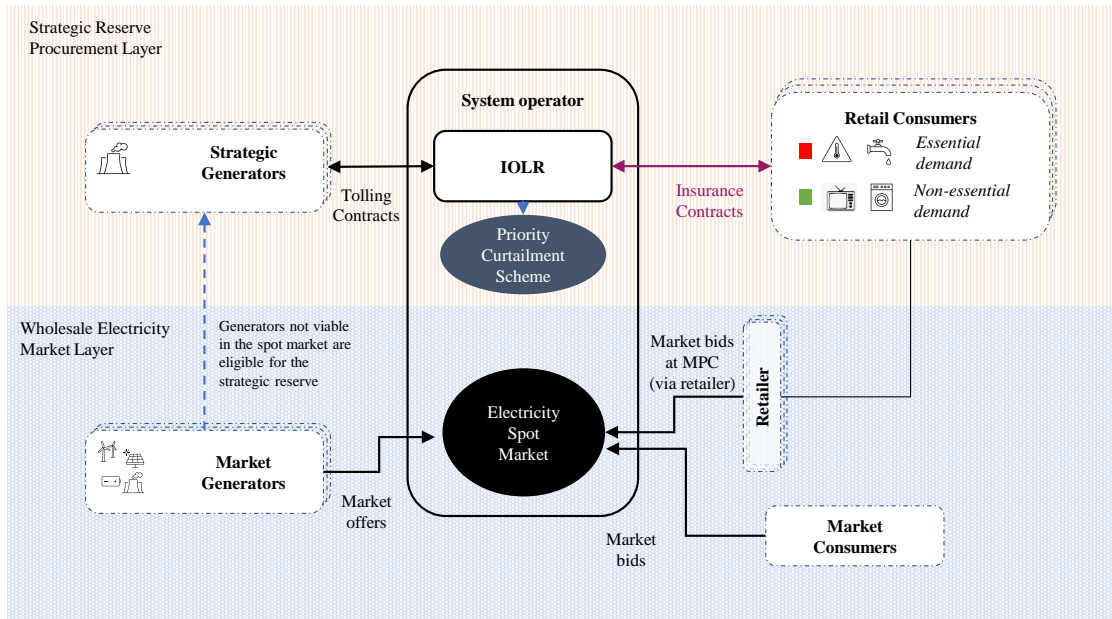 Strategic Reserve
Procurement Layer
System operator
Strategic
Generators
IOLR
Tolling
Contracts
Insurance
Contracts
Retail Consumers
Essential
demand
Non-essential
demand
Priority
Curtailment
Scheme
Wholesale Electricity
Market Layer
Generators not viable
in the spot market are
eligible for the
strategic reserve
Market bids
at MPC
(via retailer)
Retailer
Electricity
Spot
Market
Market
Generators
Market
offers
Market
bids
Market
Consumers